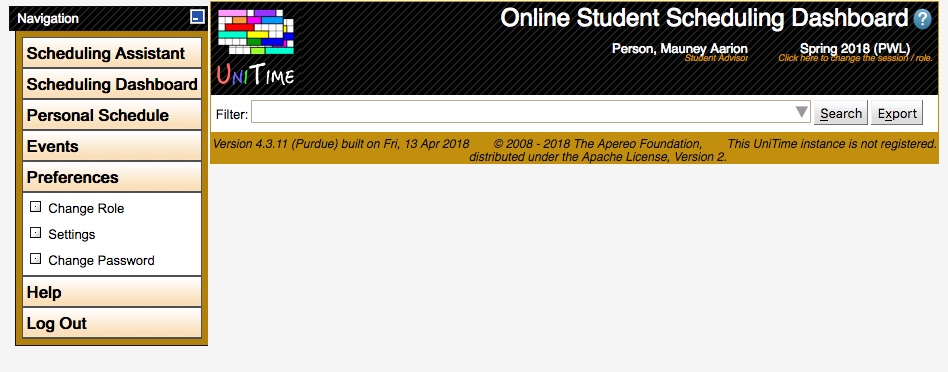 Navigation
Scheduling Assistant
Scheduling Dashboard
Personal Schedule
Events
Preferences
Change Role
Settings
Change Password
Help
Log Out
UNITIME
Online Student Scheduling Dashboard ?
Person, Mauney Aarion Spring 2018 (PWL)
Student Advisor Click here to change the session / role.
Filter: Search Export
Version 4.3.11 (Purdue) built on Fri, 13 Apr 2018 © 2008 - 2018 The Apereo Foundation, This UniTime instance is not registered.
distributed under the Apache License, Version 2.